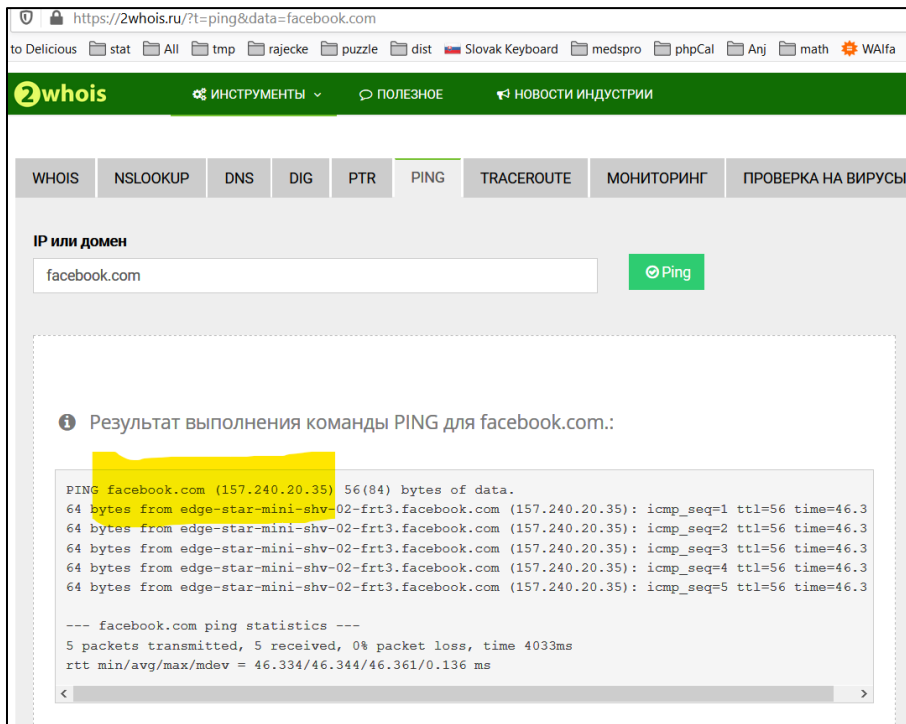 https://2whois.ru/?t=ping&data=facebook.com
to Delicious stat All tmp rajecke puzzle dist Slovak Keyboard medspro phpCal Anj math WAlfa
2whois ИНСТРУМЕНТЫ ПОЛЕЗНОЕ НОВОСТИ ИНДУСТРИИ
WHOIS NSLOOKUP DNS DIG PTR PING TRACEROUTE МОНИТОРИНГ ПРОВЕРКА НА ВИРУСЫ
IP или домен
facebook.com Ping
Результат выполнения команды PING для facebook.com.:
PING facebook.com (157.240.20.35) 56(84) bytes of data.
64 bytes from edge-star-mini-shv-02-frt3.facebook.com (157.240.20.35): icmp_seq=1 ttl=56 time=46.3
64 bytes from edge-star-mini-shv-02-frt3.facebook.com (157.240.20.35): icmp_seq=2 ttl=56 time=46.3
64 bytes from edge-star-mini-shv-02-frt3.facebook.com (157.240.20.35): icmp_seq=3 ttl=56 time=46.3
64 bytes from edge-star-mini-shv-02-frt3.facebook.com (157.240.20.35): icmp_seq=4 ttl=56 time=46.3
64 bytes from edge-star-mini-shv-02-frt3.facebook.com (157.240.20.35): icmp_seq=5 ttl=56 time=46.3
--- facebook.com ping statistics ---
5 packets transmitted, 5 received, 0% packet loss, time 4033ms
rtt min/avg/max/mdev = 46.334/46.344/46.361/0.136 ms